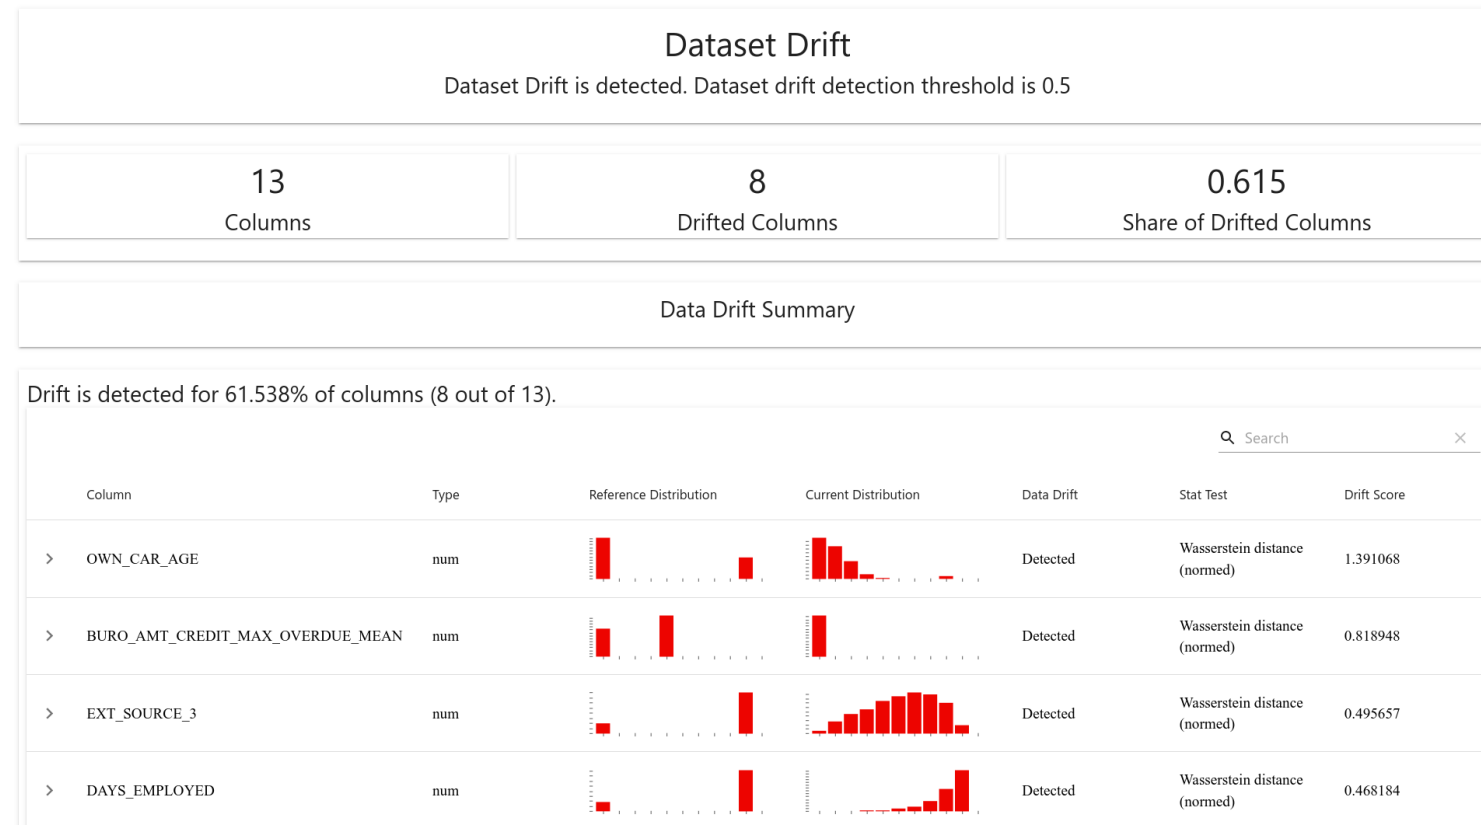 Dataset Drift
Dataset Drift is detected. Dataset drift detection threshold is 0.5
13
Columns
8
Drifted Columns
0.615
Share of Drifted Columns
Data Drift Summary
Drift is detected for 61.538% of columns (8 out of 13).
Search
Column Type Reference Distribution Current Distribution Data Drift Stat Test Drift Score
OWN_CAR_AGE num Detected Wasserstein distance (normed) 1.391068
BURO_AMT_CREDIT_MAX_OVERDUE_MEAN num Detected Wasserstein distance (normed) 0.818948
EXT_SOURCE_3 num Detected Wasserstein distance (normed) 0.495657
DAYS_EMPLOYED num Detected Wasserstein distance (normed) 0.468184